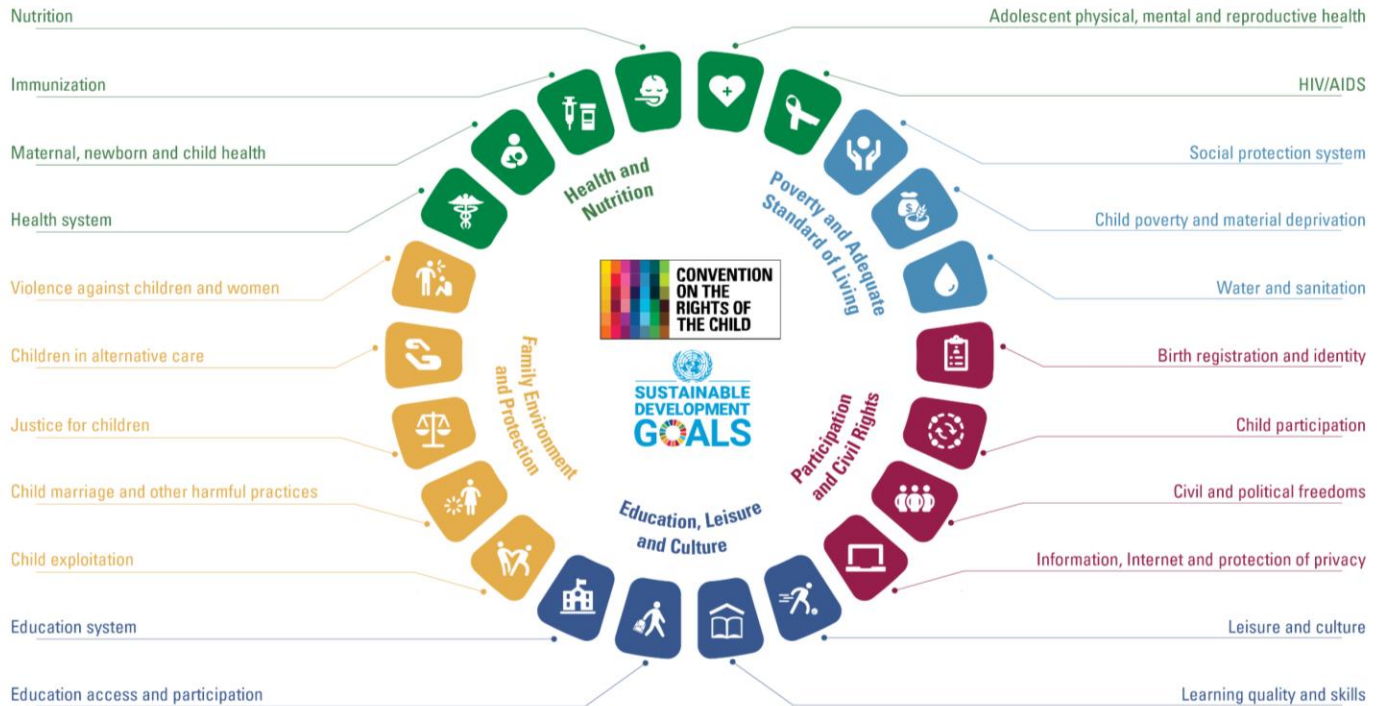 Nutrition
Immunization
Maternal, newborn and child health
Health system
Violence against children and women
Children in alternative care
Justice for children
Child marriage and other harmful practices
Child exploitation
Education system
Education access and participation
Adolescent physical, mental and reproductive health
HIV/AIDS
Social protection system
Child poverty and material deprivation
Water and sanitation
Birth registration and identity
Child participation
Civil and political freedoms
Information, Internet and protection of privacy
Leisure and culture
Learning quality and skills
Health and
Nutrition
Poverty and Adequate
Standard of Living
Family Environment
and Protection
Participation
and Civil Rights
Education, Leisure
and Culture
CONVENTION
ON THE
RIGHTS OF
THE CHILD
SUSTAINABLE
DEVELOPMENT
GOALS
$